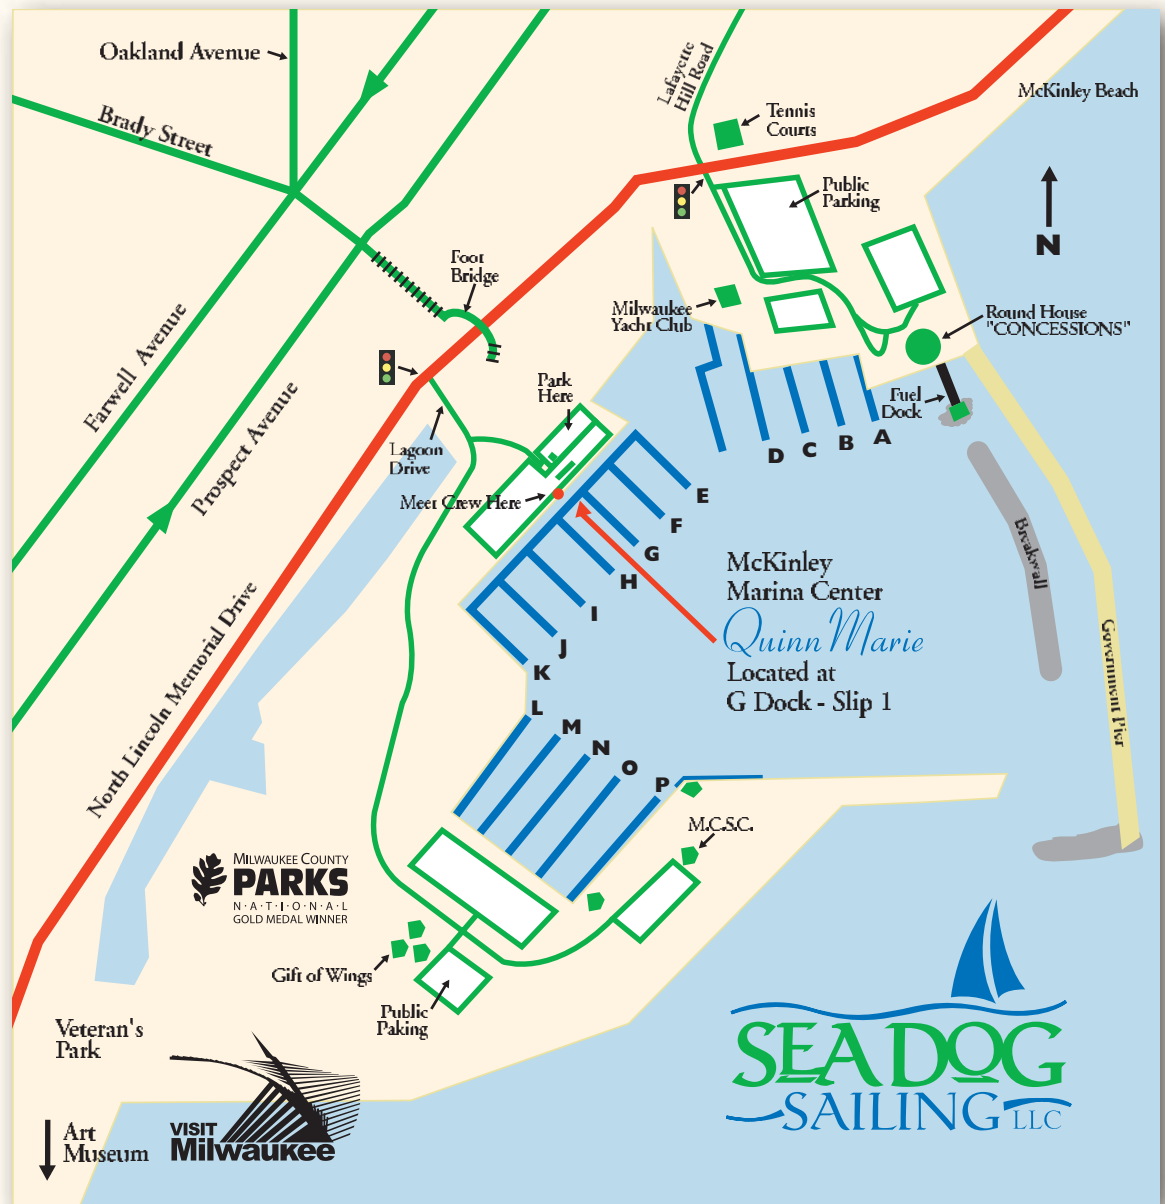 Oakland Avenue
Brady Street
Lafayette
Hill Road
Tennis
Courts
McKinley Beach
Public
Parking
N
Foot
Bridge
Milwaukee
Yacht Club
Round House
"CONCESSIONS"
Farwell Avenue
Prospect Avenue
Park
Here
Fuel
Dock
Lagoon
Drive
D
C
B
A
Meet Crew Here
E
F
G
H
I
J
K
McKinley
Marina Center
Quinn Marie
Located at
G Dock - Slip 1
Breakwall
Government Pier
North Lincoln Memorial Drive
L
M
N
O
P
M.C.S.C.
MILWAUKEE COUNTY
PARKS
N·A·T·I·O·N·A·L
GOLD MEDAL WINNER
Gift of Wings
Public
Paking
Veteran's
Park
Art
Museum
VISIT
Milwaukee
SEA DOG
SAILING LLC